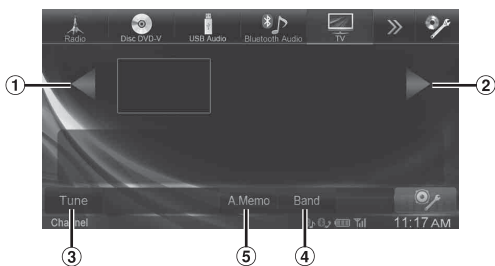 Radio Disc DVD-V USB Audio Bluetooth Audio TV
1 2
Tune A.Memo Band
Channel 11:17 AM
3 5 4